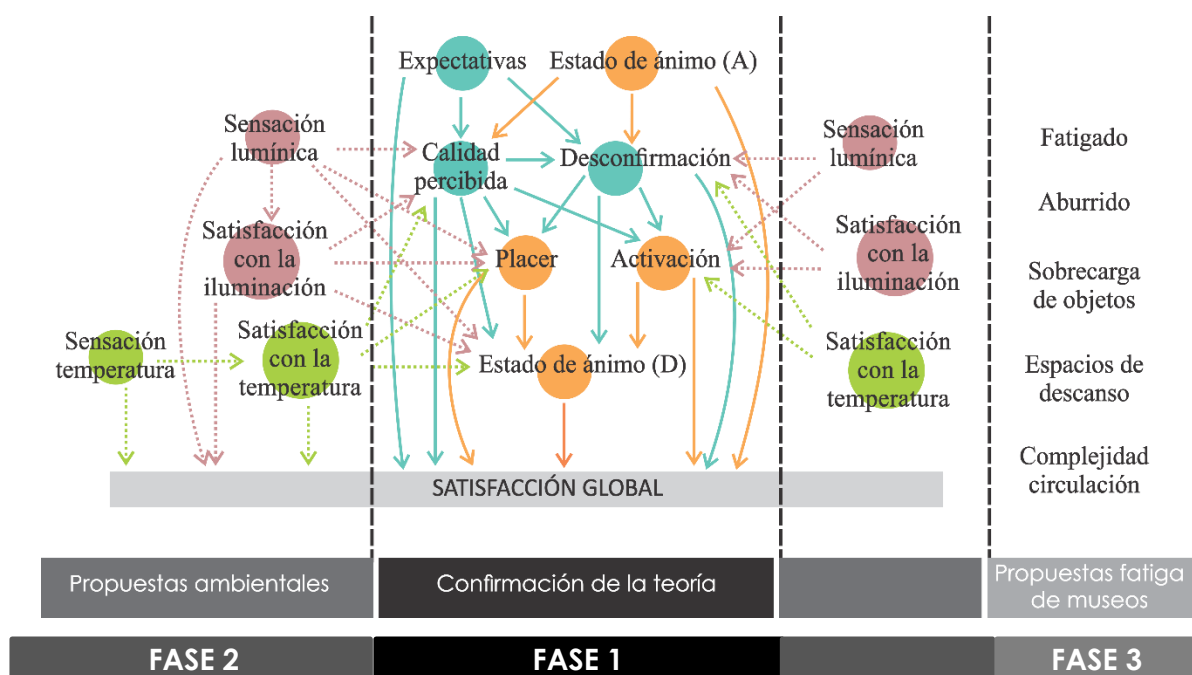 Expectativas
Estado de ánimo (A)
Sensación
lumínica
Calidad
percibida
Desconfirmación
Sensación
lumínica
Fatigado
Aburrido
Satisfacción
con la
iluminación
Placer
Activación
Satisfacción
con la
iluminación
Sobrecarga
de objetos
Sensación
temperatura
Satisfacción
con la
temperatura
Estado de ánimo (D)
Satisfacción
con la
temperatura
Espacios de
descanso
Complejidad
circulación
SATISFACCIÓN GLOBAL
Propuestas ambientales
Confirmación de la teoría
Propuestas fatiga
de museos
FASE 2
FASE 1
FASE 3